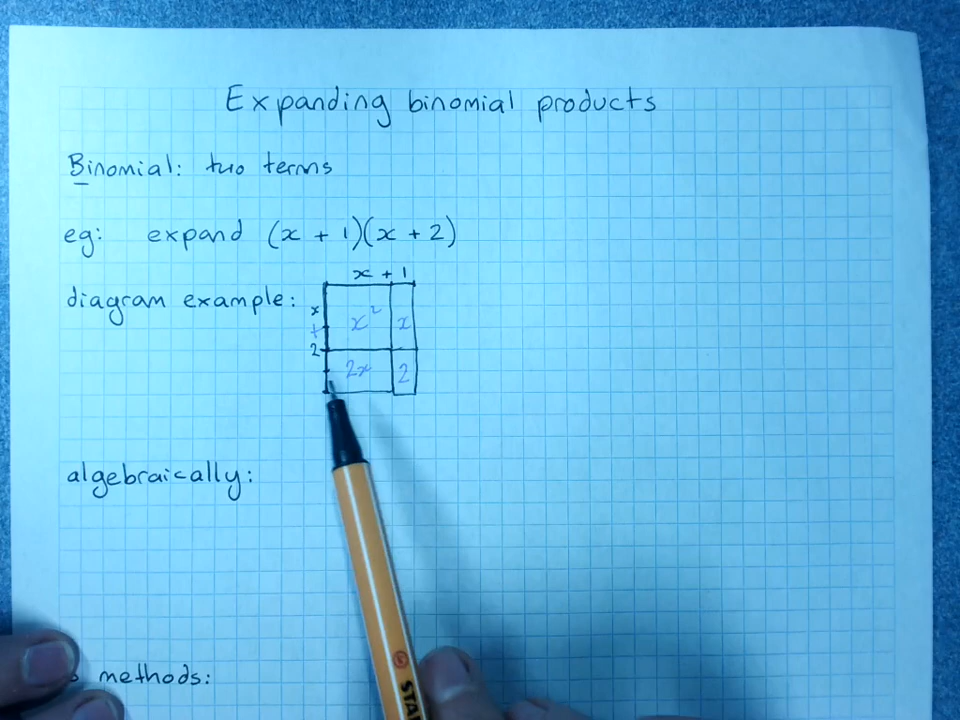 Expanding binomial products
Binomial: two terms
eg: expand (x + 1)(x + 2)
x + 1
diagram example:
x
+
2
x² x
2x 2
algebraically:
methods:
STA